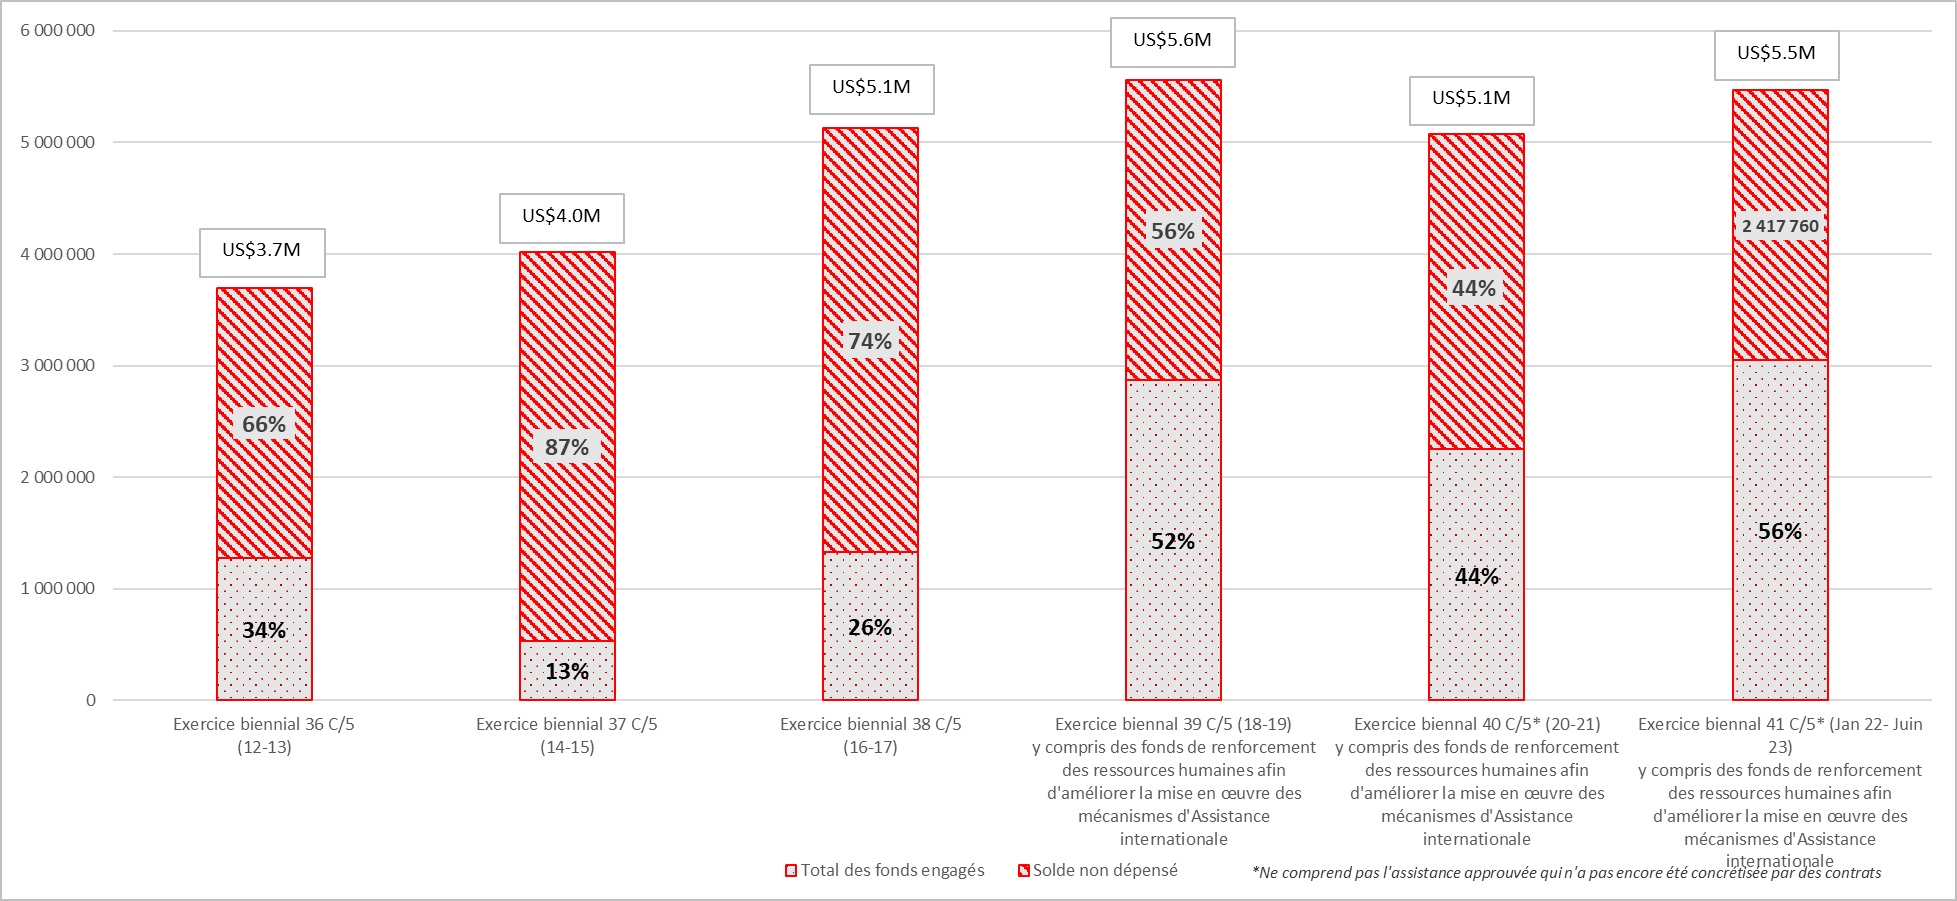 6 000 000
5 000 000
4 000 000
3 000 000
2 000 000
1 000 000
0
US$3.7M
US$4.0M
US$5.1M
US$5.6M
US$5.1M
US$5.5M
66%
34%
87%
13%
74%
26%
56%
52%
44%
44%
2 417 760
56%
Exercice biennial 36 C/5
(12-13)
Exercice biennial 37 C/5
(14-15)
Exercice biennial 38 C/5
(16-17)
Exercice biennal 39 C/5 (18-19)
y compris des fonds de renforcement
des ressources humaines afin
d'améliorer la mise en œuvre des
mécanismes d'Assistance
internationale
Exercice biennal 40 C/5* (20-21)
y compris des fonds de renforcement
des ressources humaines afin
d'améliorer la mise en œuvre des
mécanismes d'Assistance
internationale
Exercice biennal 41 C/5* (Jan 22- Juin
23)
y compris des fonds de renforcement
des ressources humaines afin
d'améliorer la mise en œuvre des
mécanismes d'Assistance
internationale
Total des fonds engagés
Solde non dépensé
*Ne comprend pas l'assistance approuvée qui n'a pas encore été concrétisée par des contrats